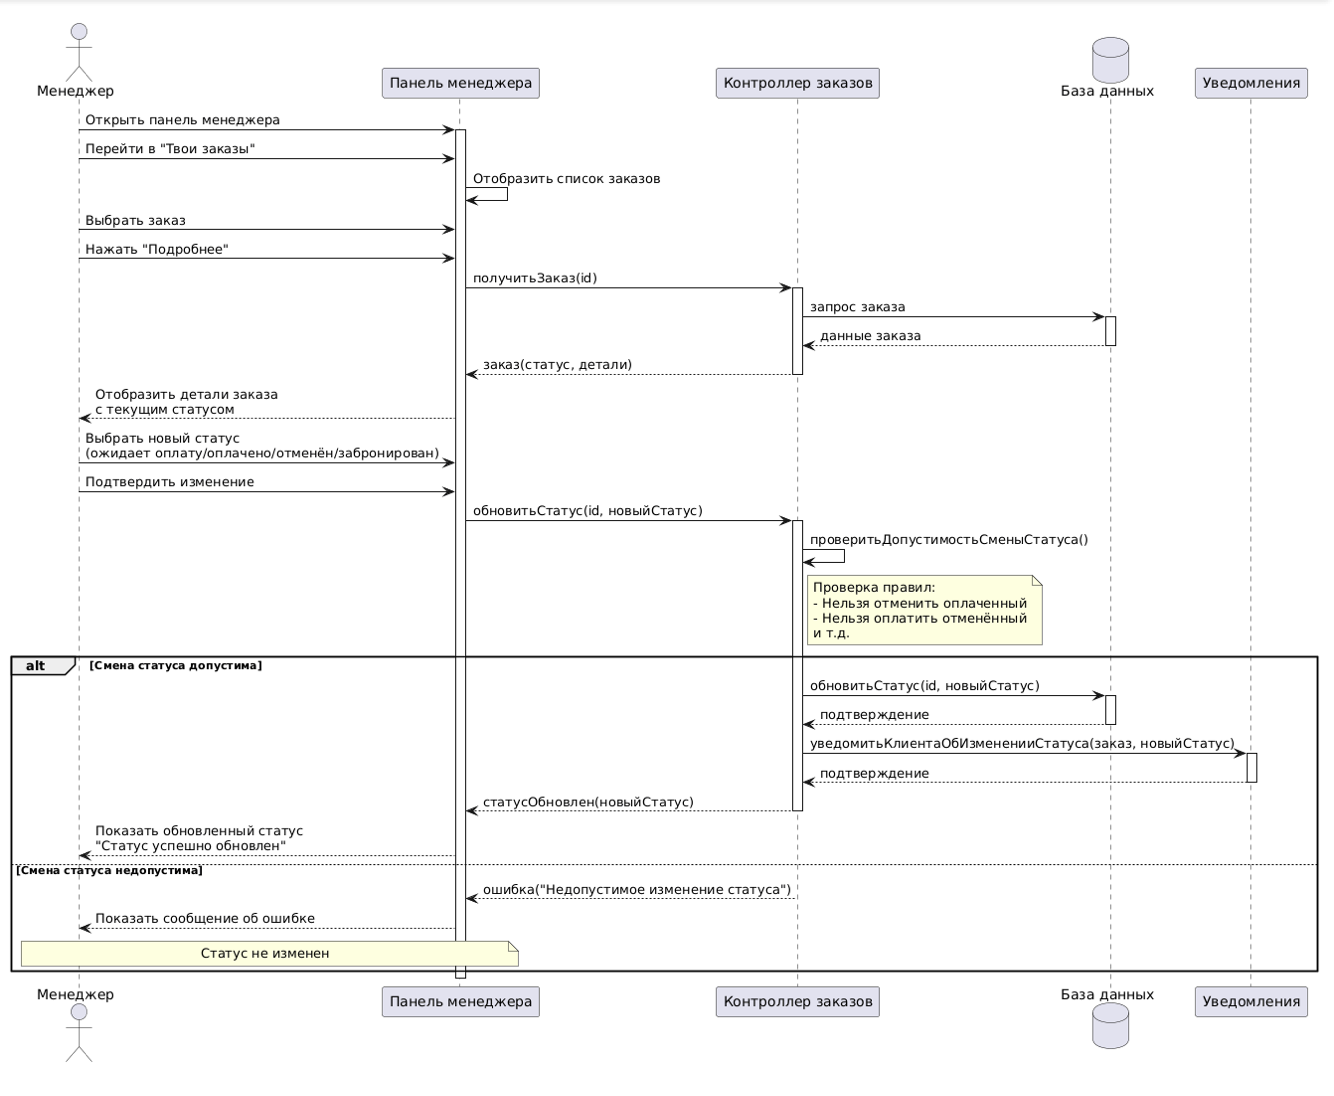 Менеджер
Панель менеджера
Контроллер заказов
База данных
Уведомления
Открыть панель менеджера
Перейти в "Твои заказы"
Отобразить список заказов
Выбрать заказ
Нажать "Подробнее"
получитьЗаказ(id)
запрос заказа
данные заказа
заказ(статус, детали)
Отобразить детали заказа
с текущим статусом
Выбрать новый статус
(ожидает оплату/оплачено/отменён/забронирован)
Подтвердить изменение
обновитьСтатус(id, новыйСтатус)
проверитьДопустимостьСменыСтатуса()
Проверка правил:
- Нельзя отменить оплаченный
- Нельзя оплатить отменённый
и т.д.
alt
[Смена статуса допустима]
обновитьСтатус(id, новыйСтатус)
подтверждение
уведомитьКлиентаОбИзмененииСтатуса(заказ, новыйСтатус)
подтверждение
статусОбновлен(новыйСтатус)
Показать обновленный статус
"Статус успешно обновлен"
[Смена статуса недопустима]
ошибка("Недопустимое изменение статуса")
Показать сообщение об ошибке
Статус не изменен
Менеджер
Панель менеджера
Контроллер заказов
База данных
Уведомления